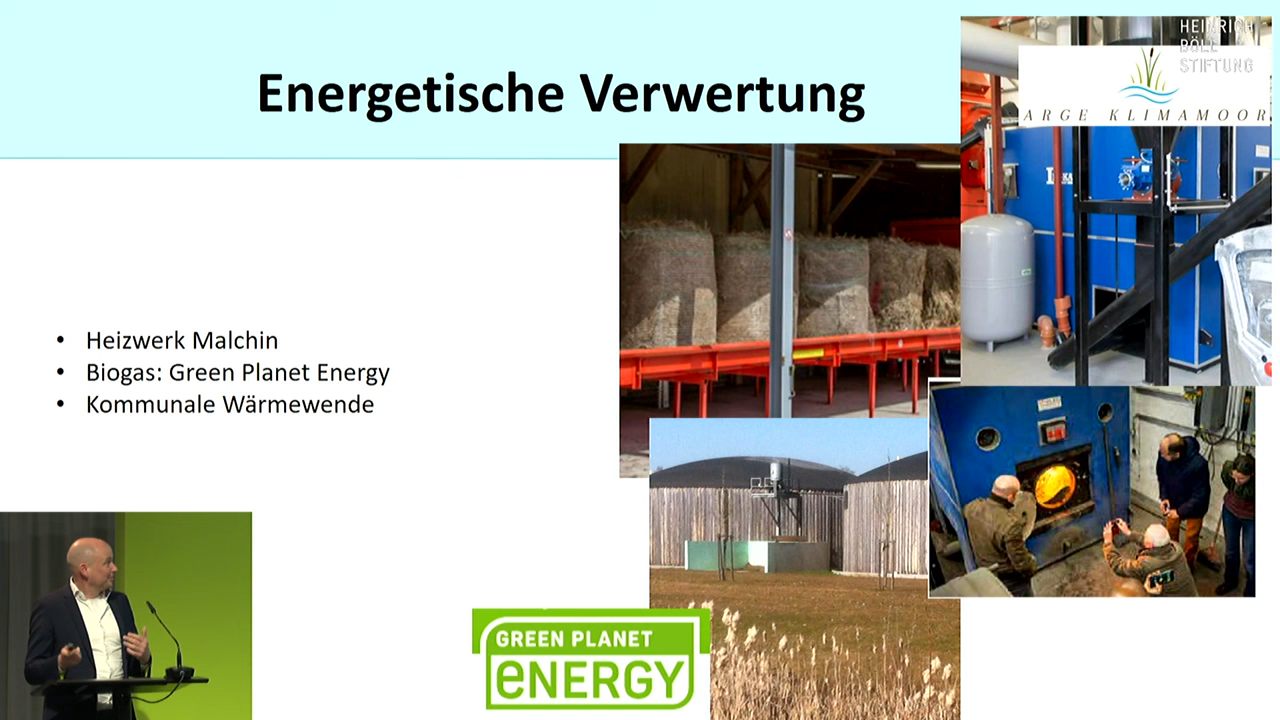 Energetische Verwertung
HEINRICH
BÖLL
STIFTUNG
ARGE KLIMAMOOR
• Heizwerk Malchin
• Biogas: Green Planet Energy
• Kommunale Wärmewende
GREEN PLANET
eNERGY